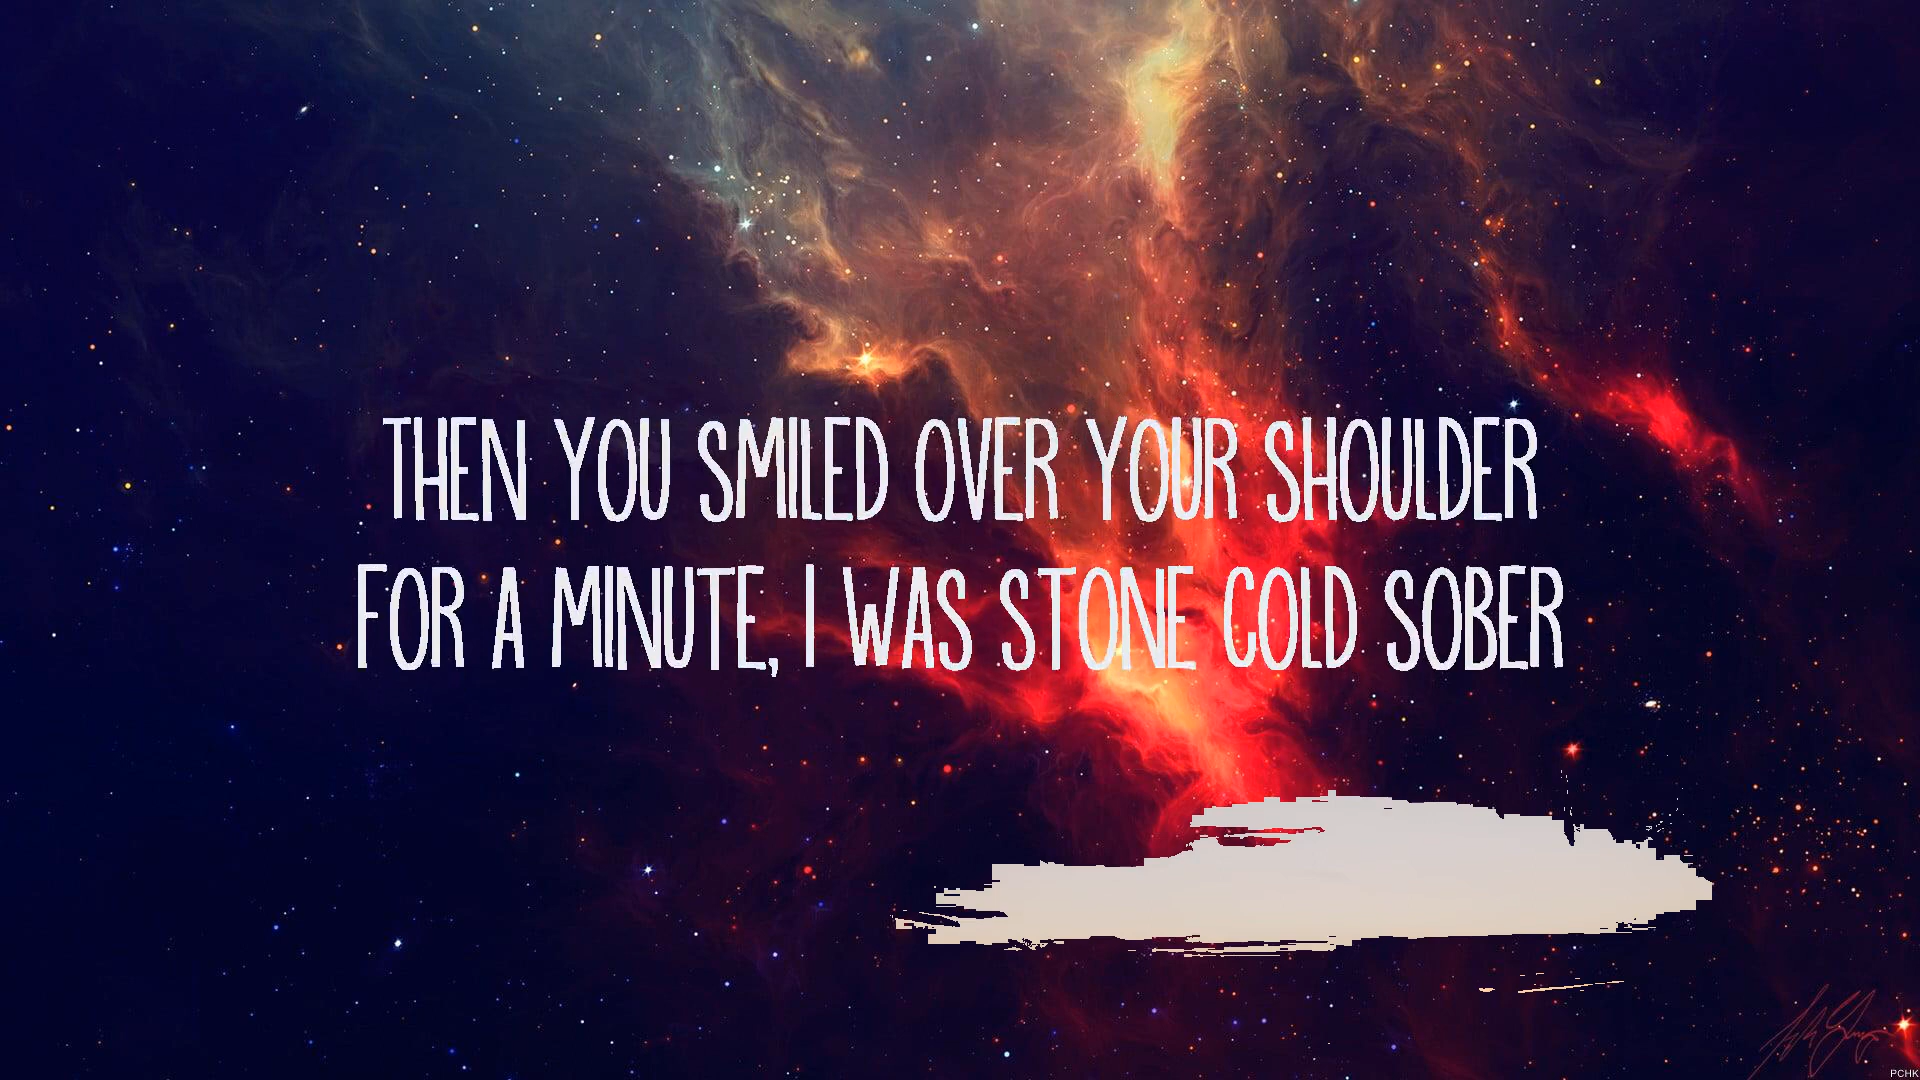 THEN YOU SMILED OVER YOUR SHOULDER
FOR A MINUTE, I WAS STONE COLD SOBER
PCHK